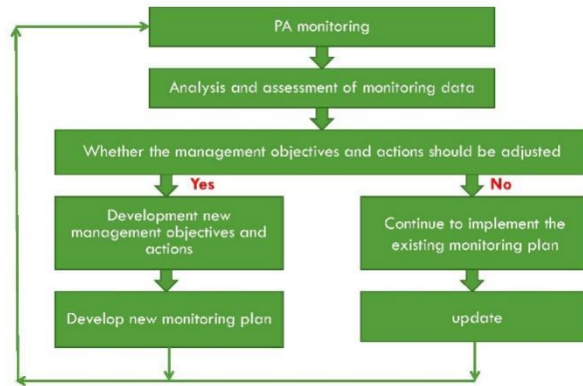 PA monitoring
Analysis and assessment of monitoring data
Whether the management objectives and actions should be adjusted
Yes
No
Development new
management objectives and
actions
Continue to implement the
existing monitoring plan
Develop new monitoring plan
update